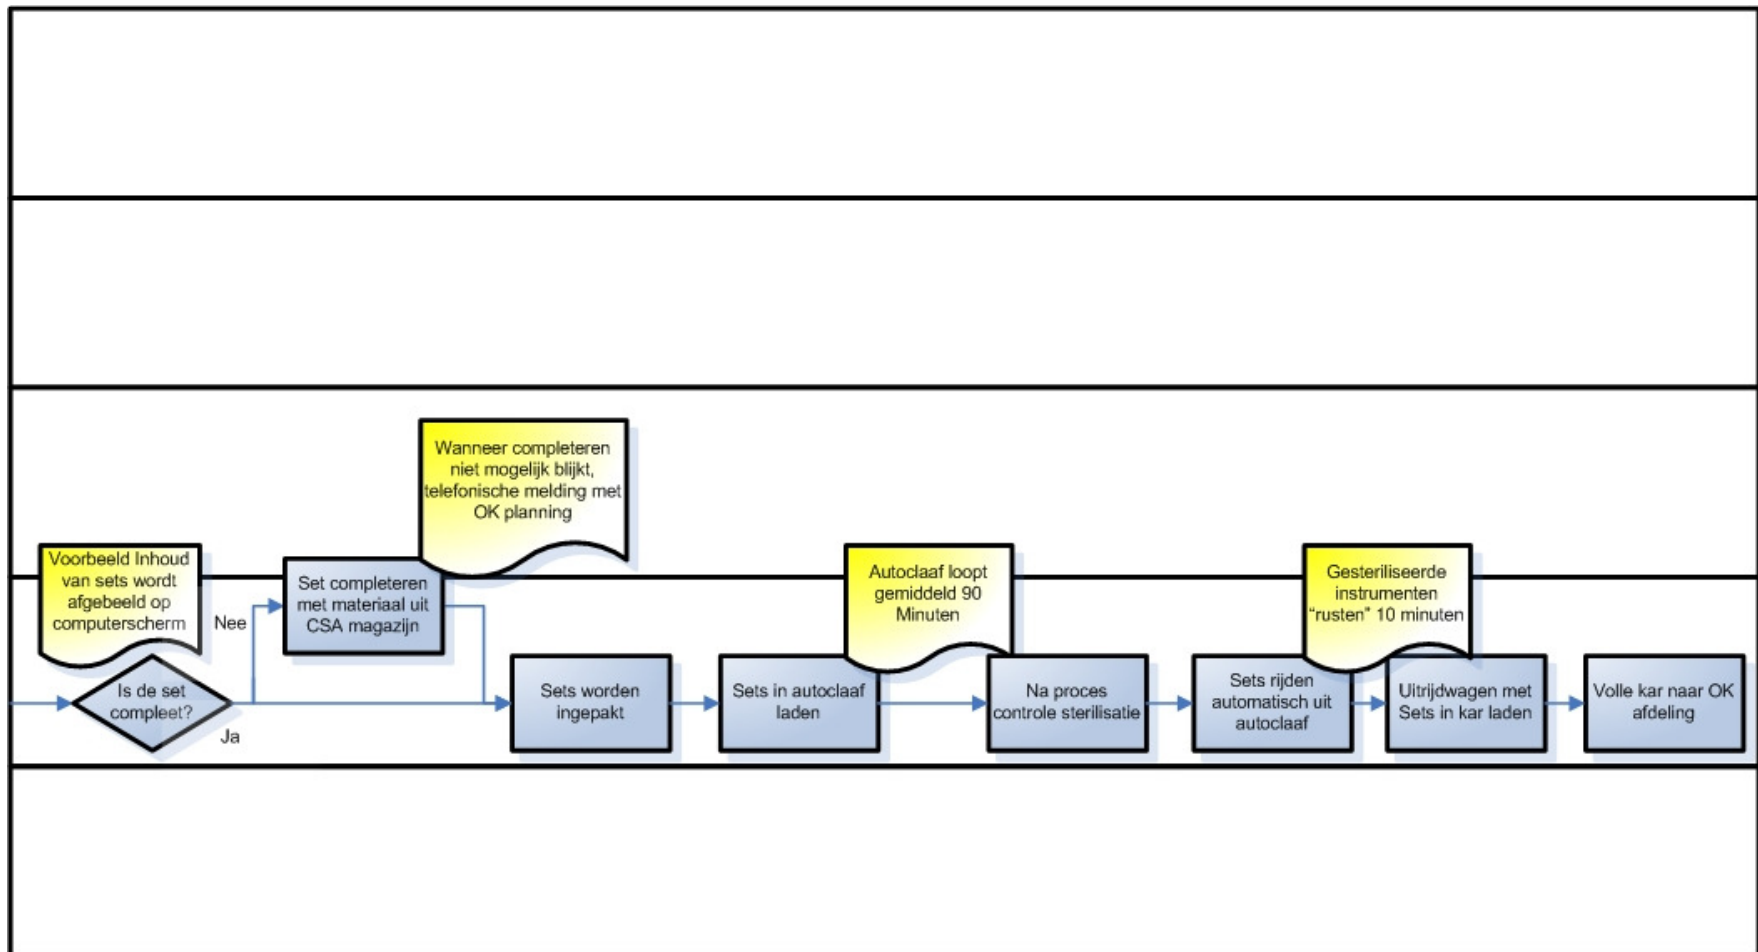 Wanneer completeren
niet mogelijk blijkt,
telefonische melding met
OK planning
Voorbeeld Inhoud
van sets wordt
afgebeeld op
computerscherm
Nee
Set completeren
met materiaal uit
CSA magazijn
Autoclaaf loopt
gemiddeld 90
Minuten
Gesteriliseerde
instrumenten
“rusten” 10 minuten
Is de set
compleet?
Ja
Sets worden
ingepakt
Sets in autoclaaf
laden
Na proces
controle sterilisatie
Sets rijden
automatisch uit
autoclaaf
Uitrijdwagen met
Sets in kar laden
Volle kar naar OK
afdeling